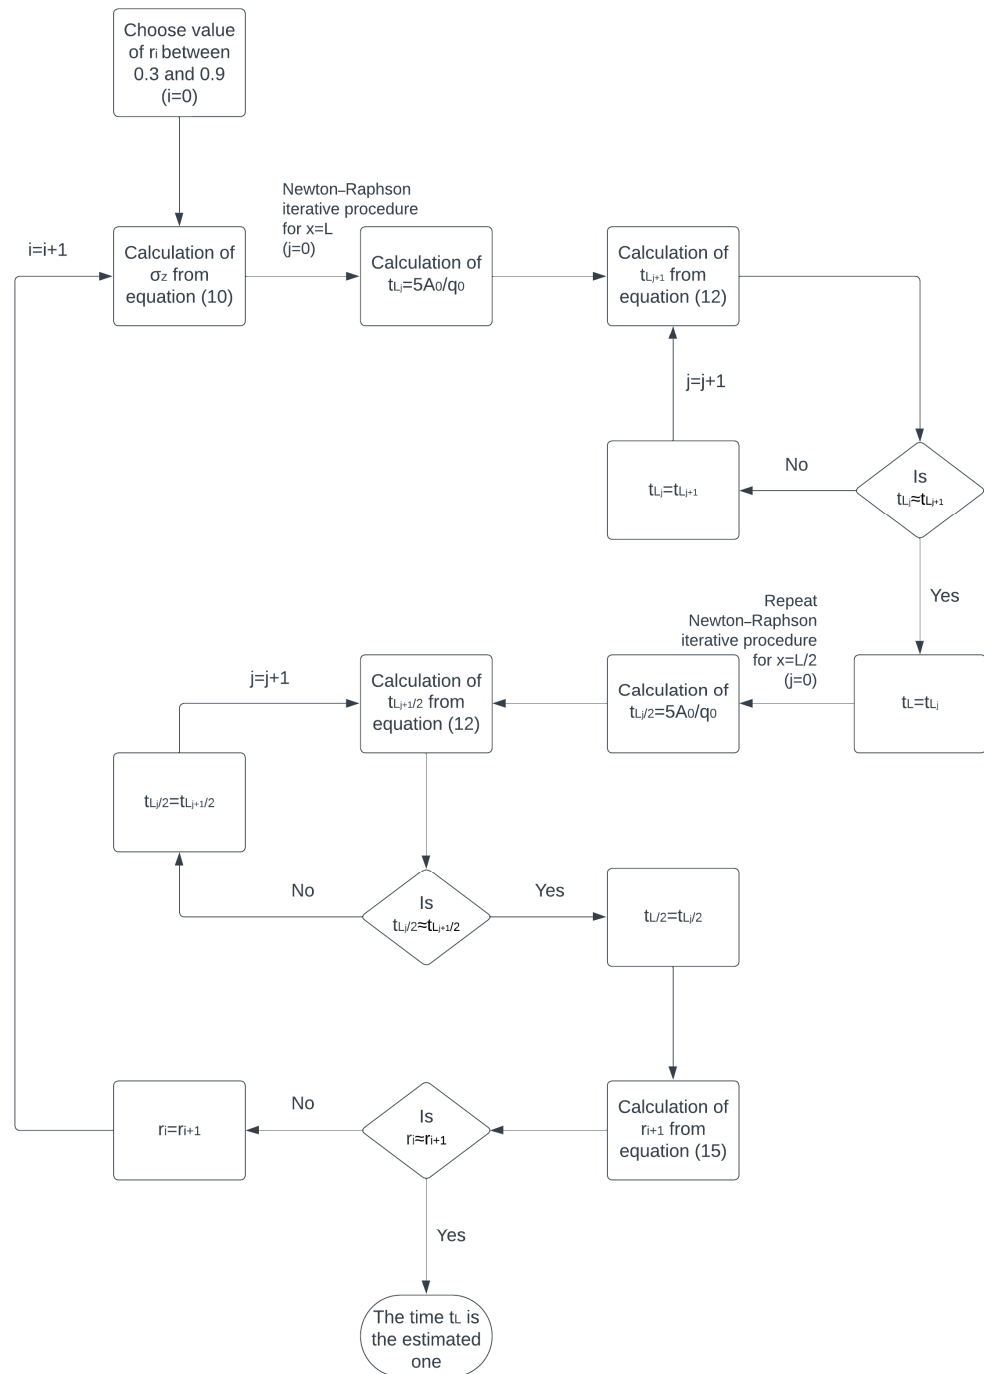 Choose value
of ri between
0.3 and 0.9
(i=0)
Newton–Raphson
iterative procedure
for x=L
(j=0)
i=i+1
Calculation of
σz from
equation (10)
Calculation of
tLj=5A0/q0
Calculation of
tLj+1 from
equation (12)
j=j+1
No
tLj=tLj+1
Is
tLj≈tLj+1
Yes
Repeat
Newton–Raphson
iterative procedure
for x=L/2
(j=0)
j=j+1
Calculation of
tLj+1/2 from
equation (12)
Calculation of
tLj/2=5A0/q0
tL=tLj
tLj/2=tLj+1/2
No
Is
tLj/2≈tLj+1/2
Yes
tL/2=tLj/2
No
ri=ri+1
Is
ri≈ri+1
Calculation of
ri+1 from
equation (15)
Yes
The time tL is
the estimated
one